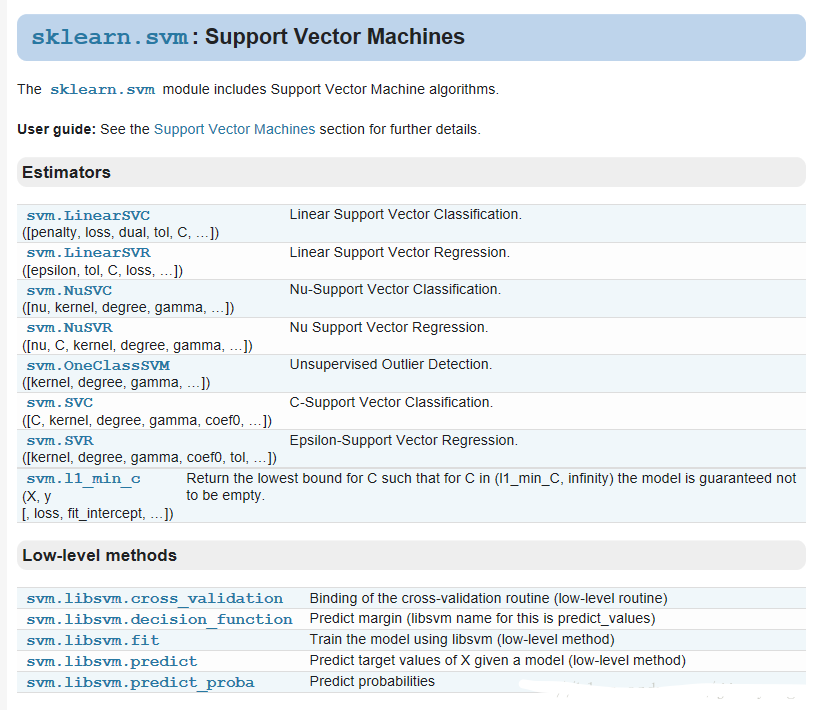 sklearn.svm: Support Vector Machines
The sklearn.svm module includes Support Vector Machine algorithms.
User guide: See the Support Vector Machines section for further details.
Estimators
svm.LinearSVC Linear Support Vector Classification.
([penalty, loss, dual, tol, C, …])
svm.LinearSVR Linear Support Vector Regression.
([epsilon, tol, C, loss, …])
svm.NuSVC Nu-Support Vector Classification.
([nu, kernel, degree, gamma, …])
svm.NuSVR Nu Support Vector Regression.
([nu, C, kernel, degree, gamma, …])
svm.OneClassSVM Unsupervised Outlier Detection.
([kernel, degree, gamma, …])
svm.SVC C-Support Vector Classification.
([C, kernel, degree, gamma, coef0, …])
svm.SVR Epsilon-Support Vector Regression.
([kernel, degree, gamma, coef0, tol, …])
svm.l1_min_c Return the lowest bound for C such that for C in (l1_min_C, infinity) the model is guaranteed not
(X, y to be empty.
[, loss, fit_intercept, …])
Low-level methods
svm.libsvm.cross_validation Binding of the cross-validation routine (low-level routine)
svm.libsvm.decision_function Predict margin (libsvm name for this is predict_values)
svm.libsvm.fit Train the model using libsvm (low-level method)
svm.libsvm.predict Predict target values of X given a model (low-level method)
svm.libsvm.predict_proba Predict probabilities